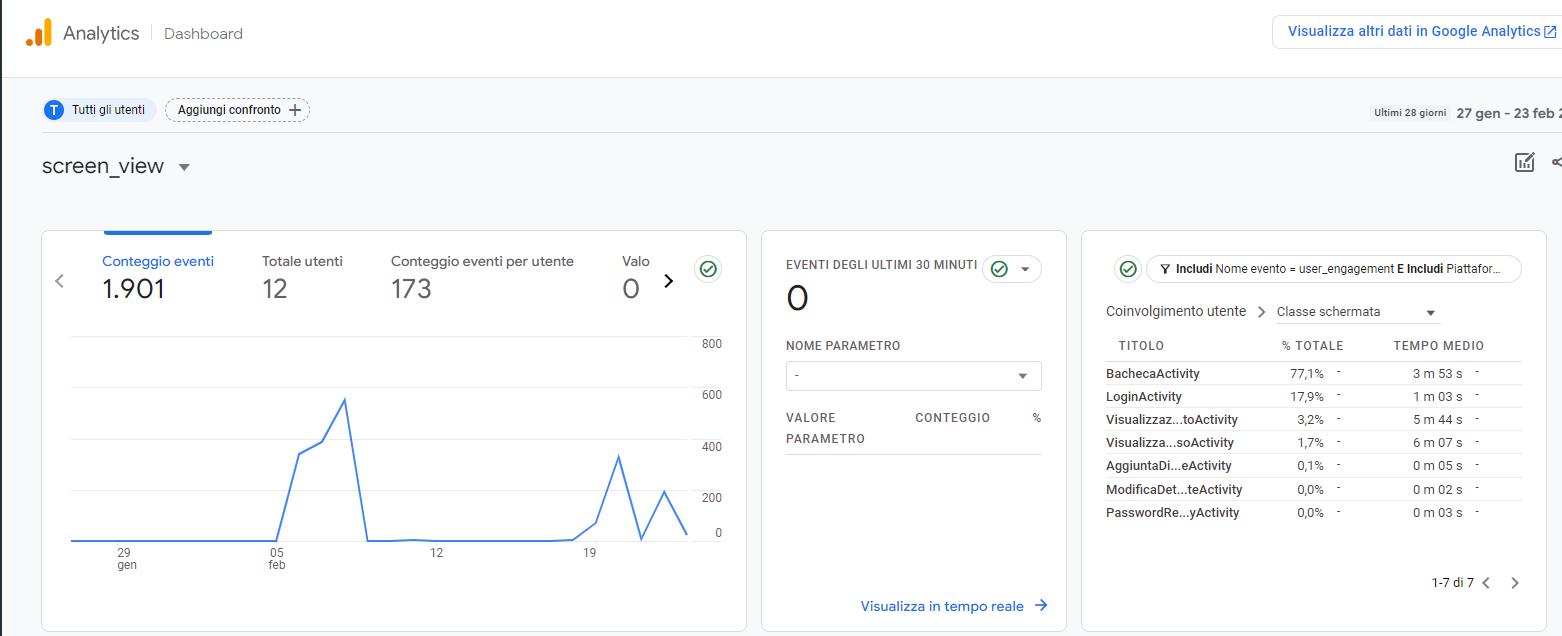 Analytics Dashboard
Visualizza altri dati in Google Analytics
T Tutti gli utenti
Aggiungi confronto
Ultimi 28 giorni 27 gen - 23 feb 2
screen_view
Conteggio eventi
1.901
Totale utenti
12
Conteggio eventi per utente
173
Valo
0
800
600
400
200
0
29
gen
05
feb
12
19
EVENTI DEGLI ULTIMI 30 MINUTI
0
NOME PARAMETRO
-
VALORE PARAMETRO CONTEGGIO %
Visualizza in tempo reale
Includi Nome evento = user_engagement E Includi Piattafor...
Coinvolgimento utente Classe schermata
TITOLO % TOTALE TEMPO MEDIO
BachecaActivity 77,1% - 3 m 53 s -
LoginActivity 17,9% - 1 m 03 s -
Visualizzaz...toActivity 3,2% - 5 m 44 s -
Visualizza...soActivity 1,7% - 6 m 07 s -
AggiuntaDi...eActivity 0,1% - 0 m 05 s -
ModificaDet...teActivity 0,0% - 0 m 02 s -
PasswordRe...yActivity 0,0% - 0 m 03 s -
1-7 di 7